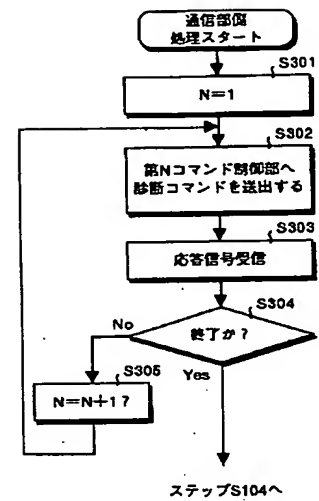 通信部側
処理スタート
S301
N=1
S302
第Nコマンド制御部へ
診断コマンドを送出する
S303
応答信号受信
S304
終了か?
No
Yes
S305
N=N+1?
ステップS104へ